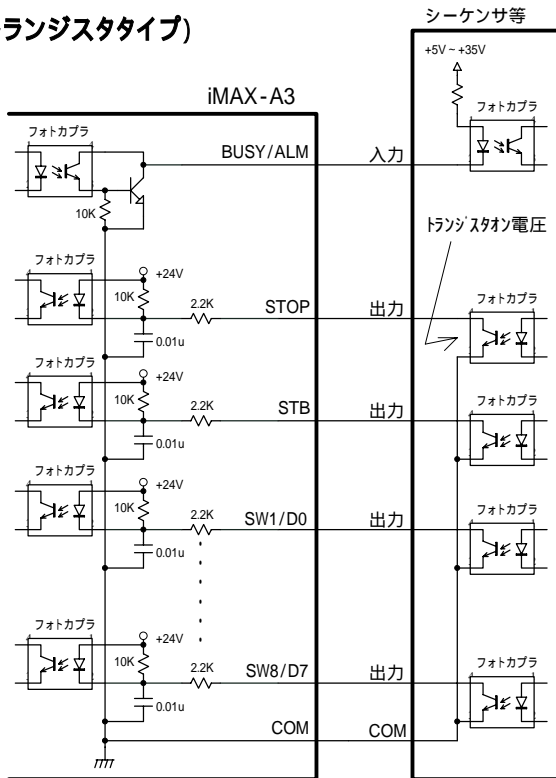 ランジスタタイプ)
シーケンサ等
+5V~+35V
フォトカプラ
iMAX-A3
フォトカプラ
BUSY/ALM
入力
10K
トランジスタオン電圧
フォトカプラ
+24V
10K
2.2K
STOP
出力
0.01u
フォトカプラ
フォトカプラ
+24V
10K
2.2K
STB
出力
0.01u
フォトカプラ
フォトカプラ
+24V
10K
2.2K
SW1/D0
出力
0.01u
フォトカプラ
フォトカプラ
+24V
10K
2.2K
SW8/D7
出力
0.01u
フォトカプラ
COM
COM